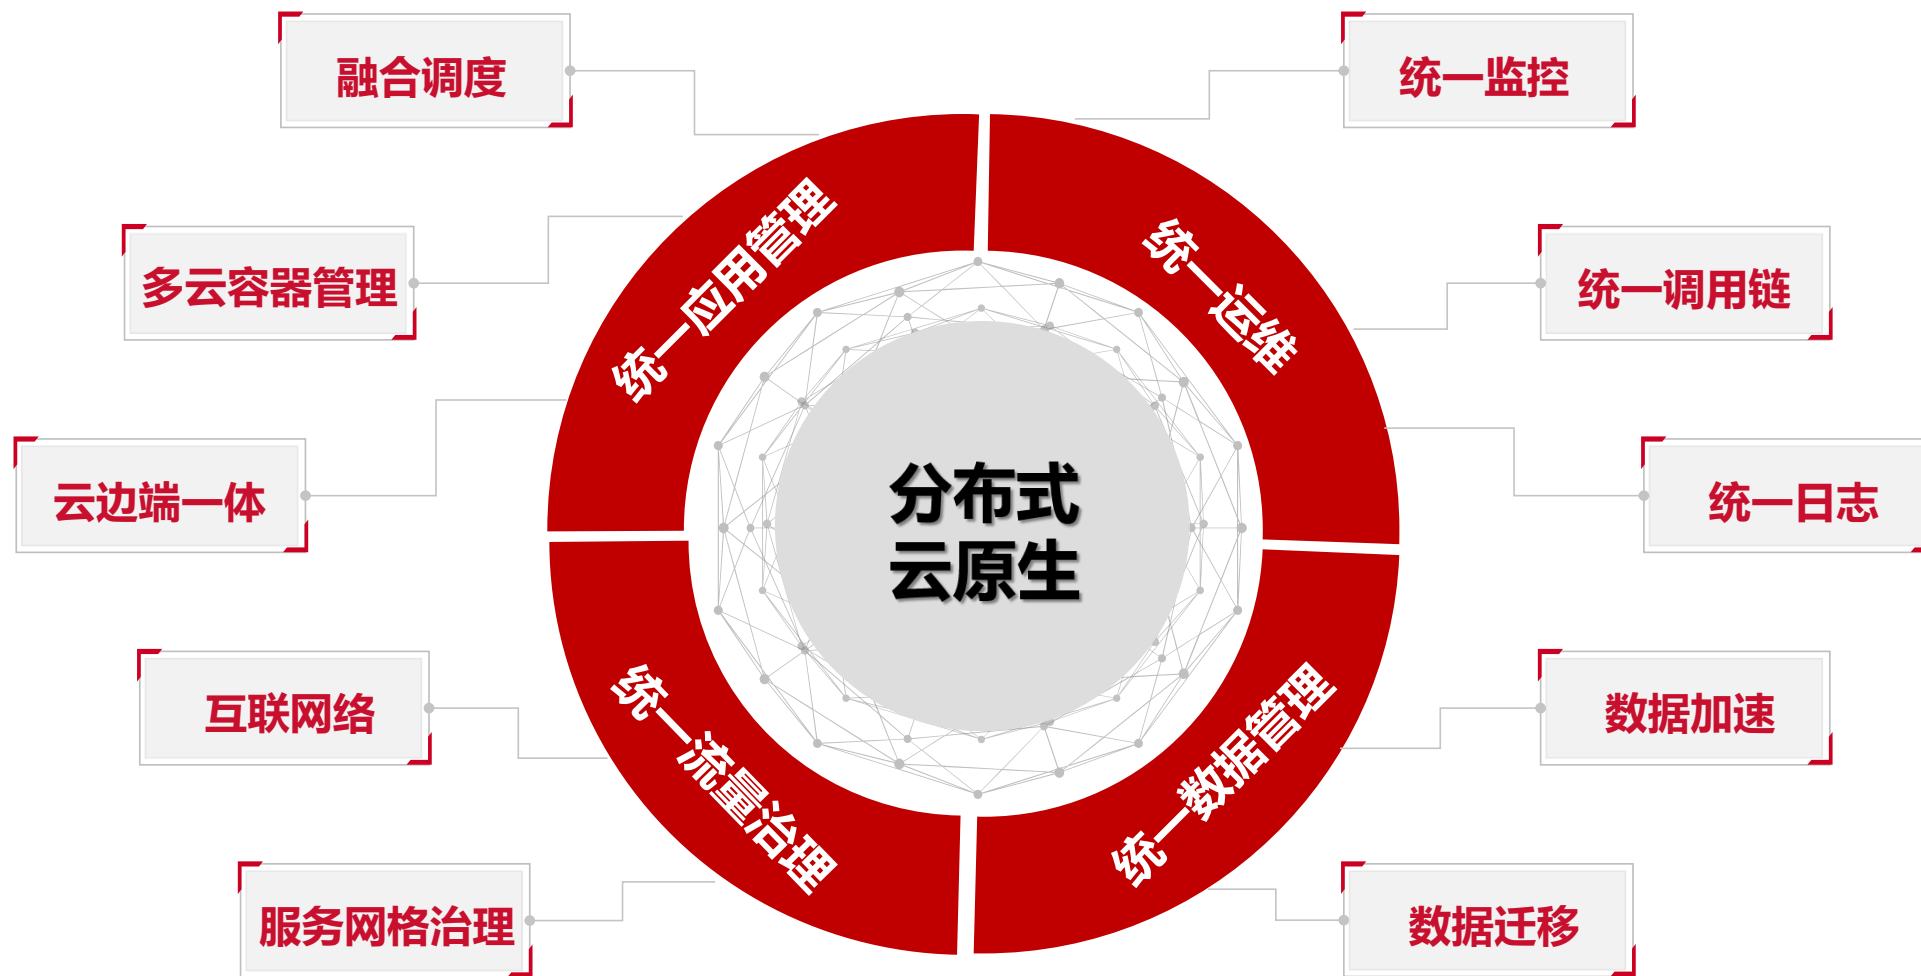 融合调度
统一监控
多云容器管理
统一调用链
云边端一体
统一日志
互联网络
数据加速
服务网格治理
数据迁移
统一应用管理
统一运维
统一流量治理
统一数据管理
分布式
云原生